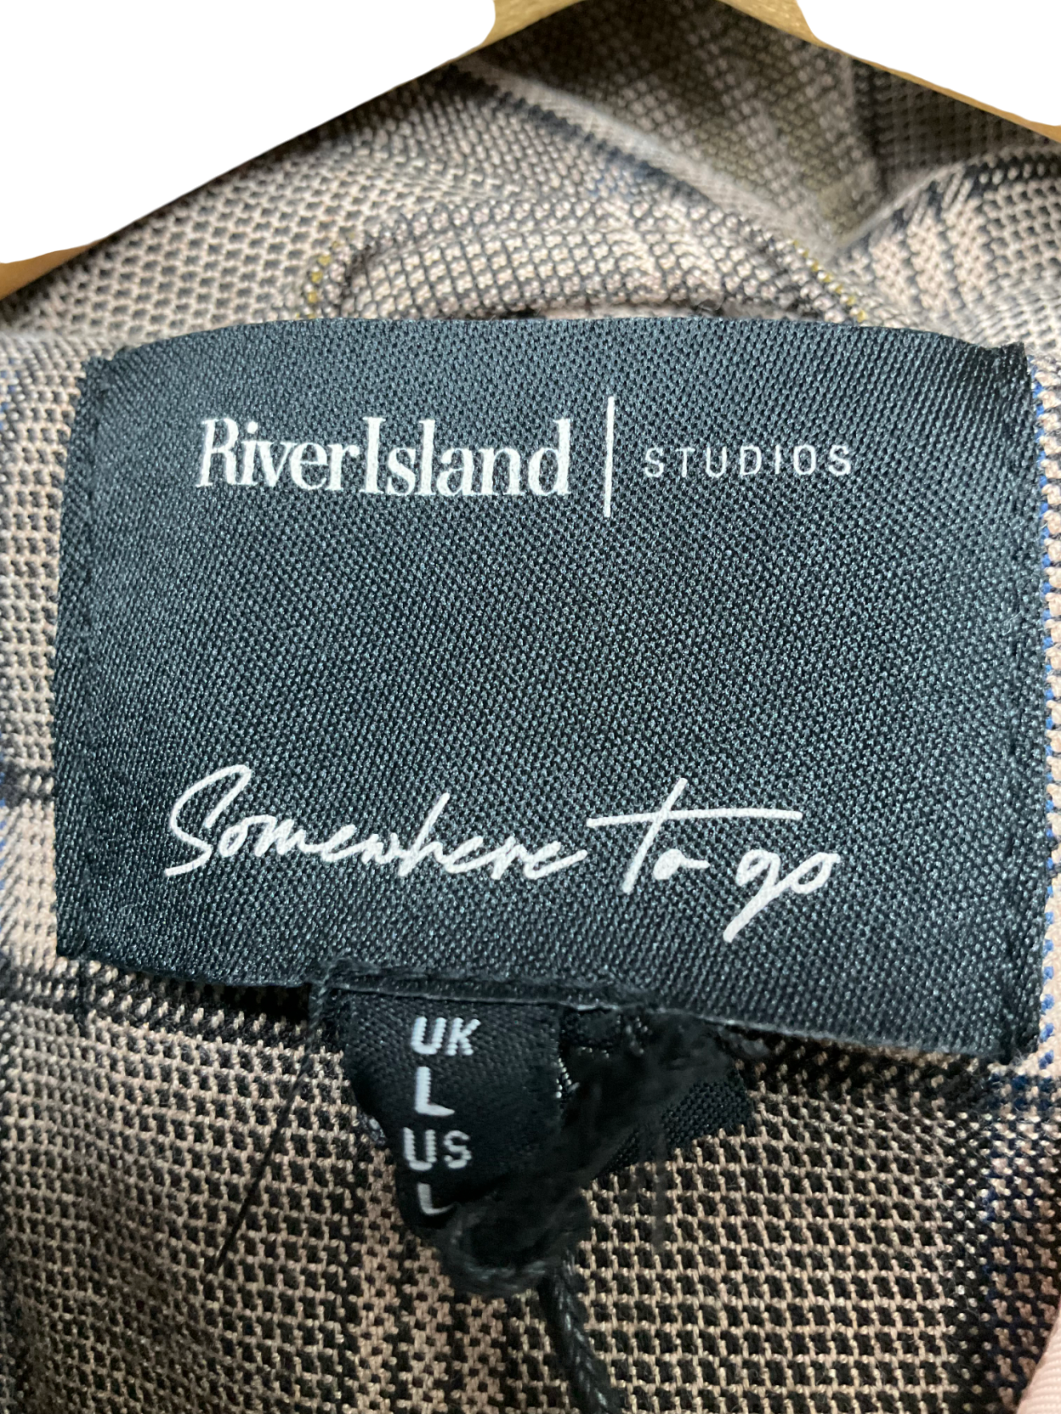 RiverIsland | STUDIOS
Somewhere to go
UK
L
US
L